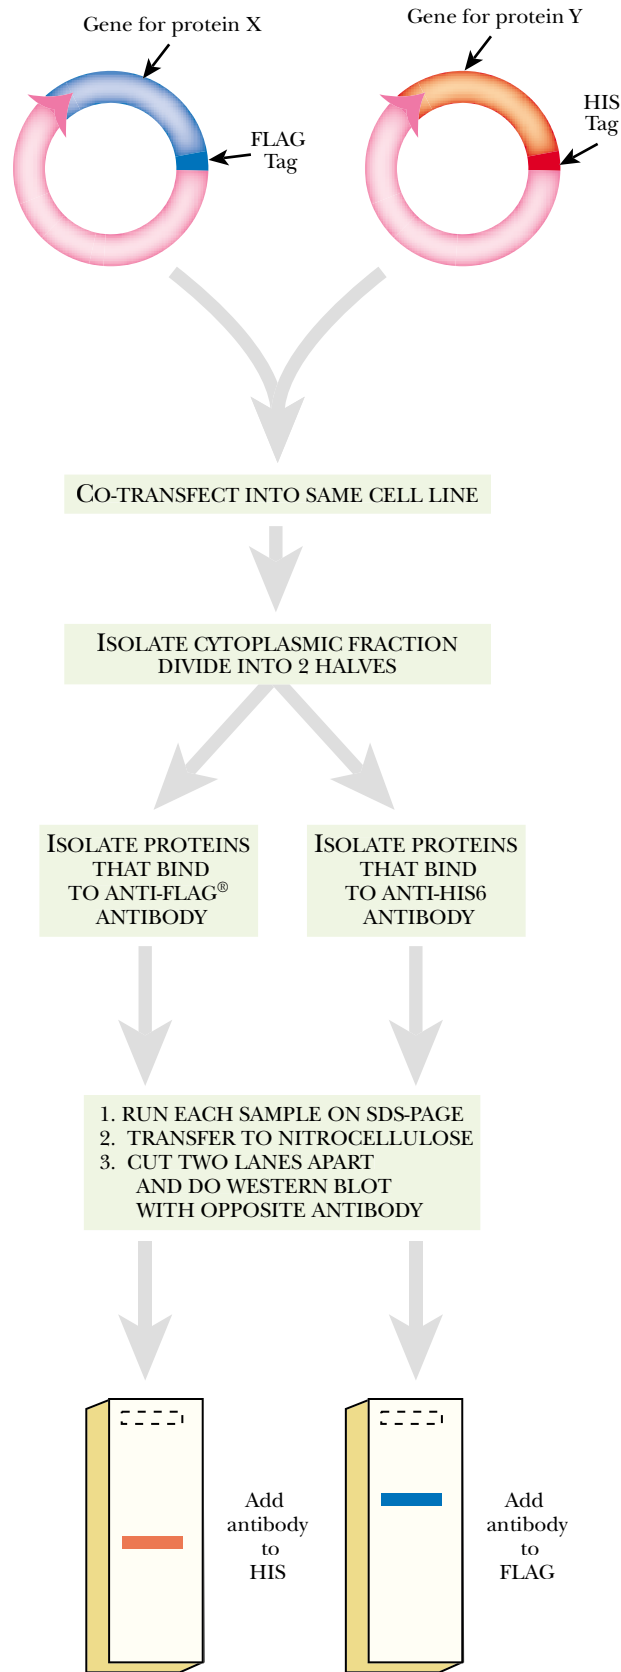 Gene for protein X
Gene for protein Y
FLAG
Tag
HIS
Tag
CO-TRANSFECT INTO SAME CELL LINE
ISOLATE CYTOPLASMIC FRACTION
DIVIDE INTO 2 HALVES
ISOLATE PROTEINS
THAT BIND
TO ANTI-FLAG®
ANTIBODY
ISOLATE PROTEINS
THAT BIND
TO ANTI-HIS6
ANTIBODY
1. RUN EACH SAMPLE ON SDS-PAGE
2. TRANSFER TO NITROCELLULOSE
3. CUT TWO LANES APART
AND DO WESTERN BLOT
WITH OPPOSITE ANTIBODY
Add
antibody
to
HIS
Add
antibody
to
FLAG